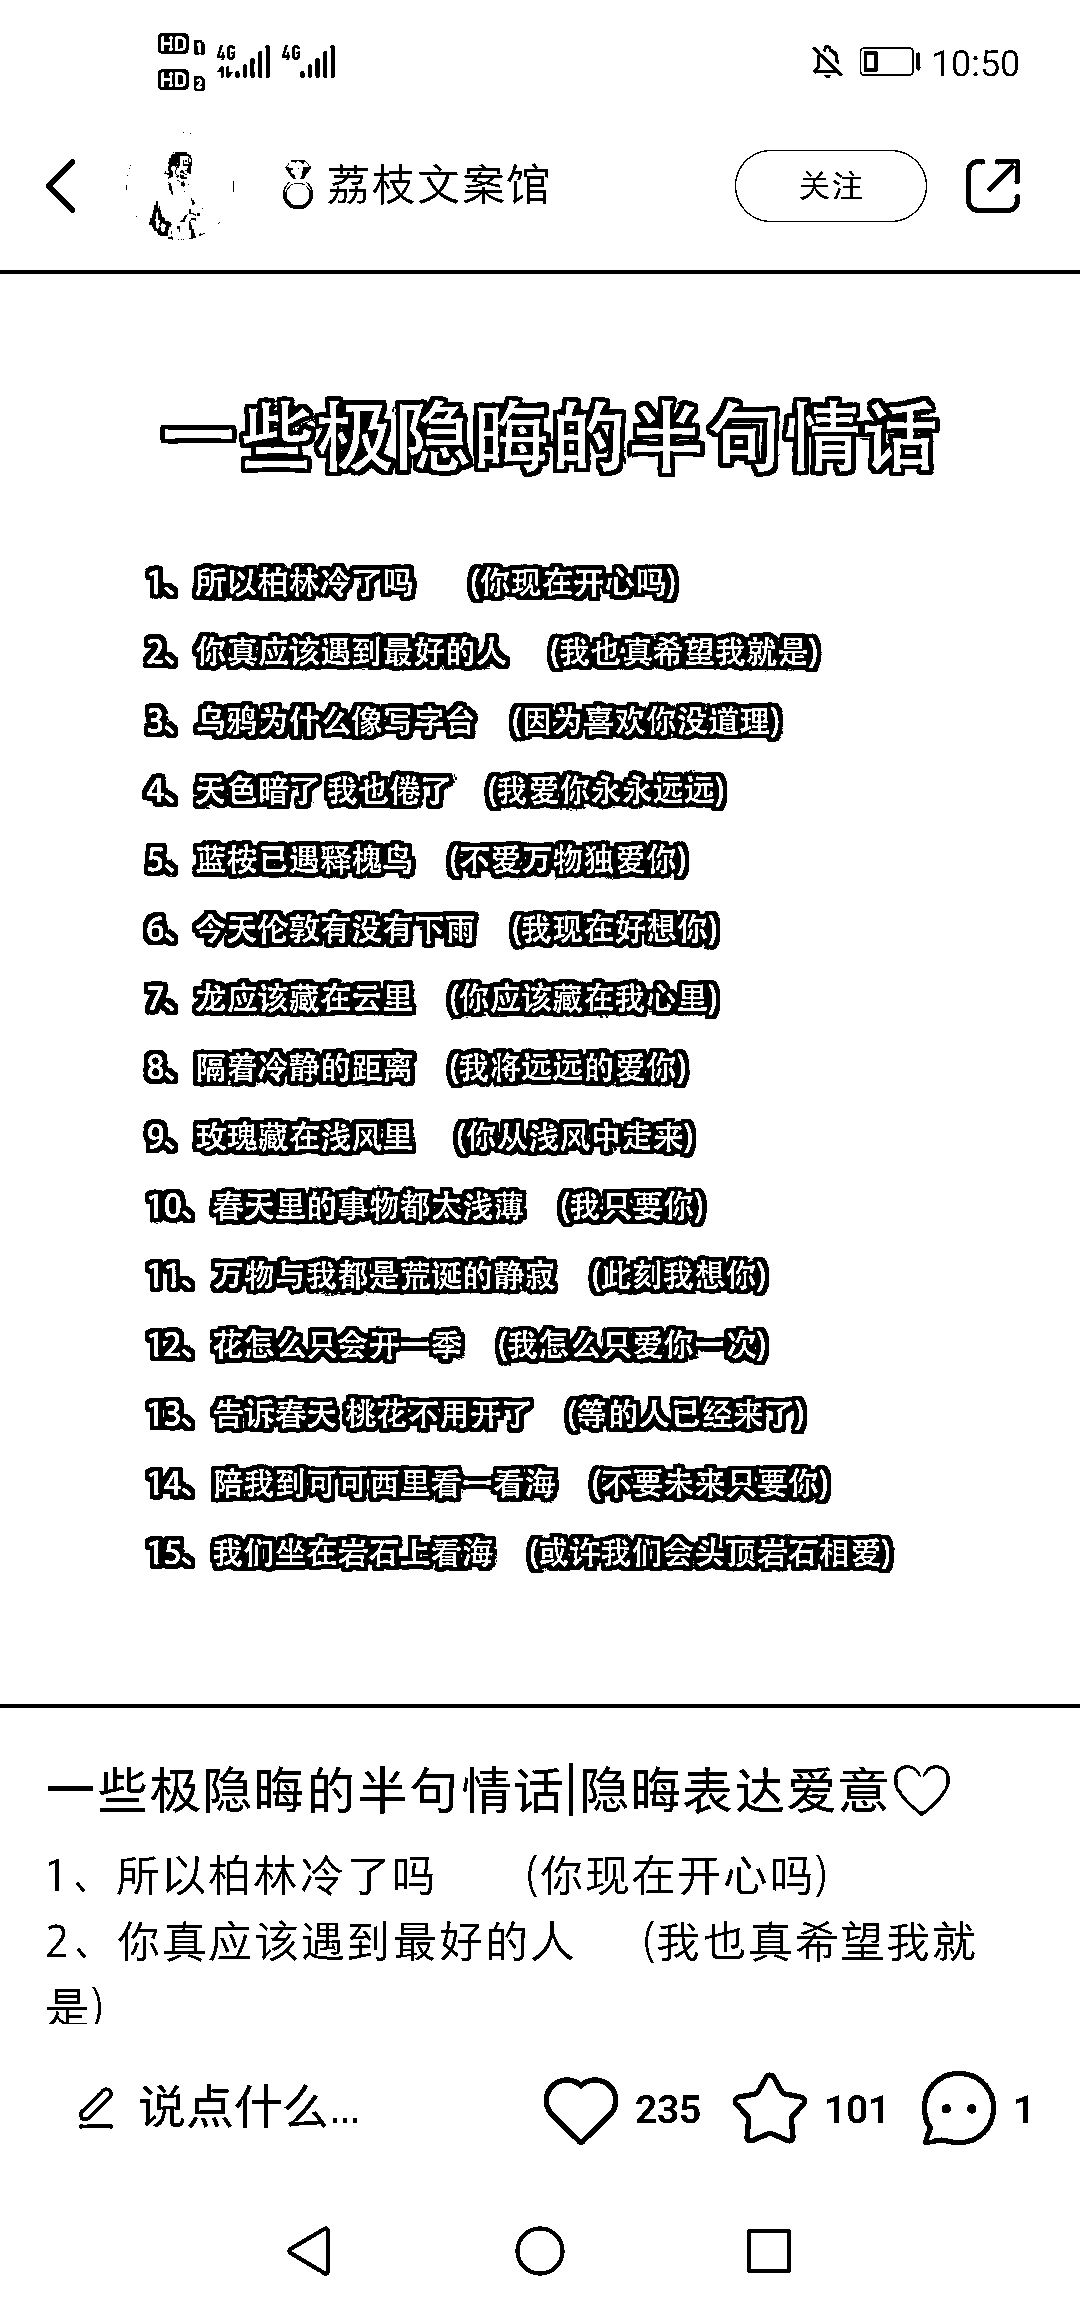 HD 1 4G 4G 10:50
HD 2
荔枝文案馆 关注
一些极隐晦的半句情话
1、所以柏林冷了吗 (你现在开心吗)
2、你真应该遇到最好的人 (我也真希望我就是)
3、乌鸦为什么像写字台 (因为喜欢你没道理)
4、天色暗了 我也倦了 (我爱你永永远远)
5、蓝桉已遇释槐鸟 (不爱万物独爱你)
6、今天伦敦有没有下雨 (我现在好想你)
7、龙应该藏在云里 (你应该藏在我心里)
8、隔着冷静的距离 (我将远远的爱你)
9、玫瑰藏在浅风里 (你从浅风中走来)
10、春天里的事物都太浅薄 (我只要你)
11、万物与我都是荒诞的静寂 (此刻我想你)
12、花怎么只会开一季 (我怎么只爱你一次)
13、告诉春天 桃花不用开了 (等的人已经来了)
14、陪我到可可西里看一看海 (不要未来只要你)
15、我们坐在岩石上看海 (或许我们会头顶岩石相爱)
一些极隐晦的半句情话|隐晦表达爱意♡
1、所以柏林冷了吗 (你现在开心吗)
2、你真应该遇到最好的人 (我也真希望我就
是)
说点什么... 235 101 1